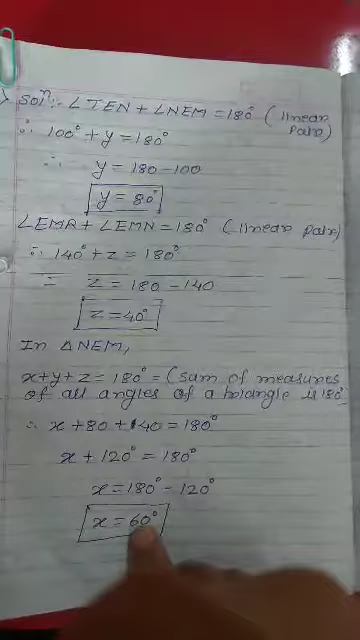 Solⁿ:- ∠TEN + ∠NEM = 180° (linear pair)
∴ 100° + y = 180°
∴ y = 180 - 100
y = 80°
∠EMR + ∠EMN = 180° (linear pair)
∴ 140° + z = 180°
= z = 180 - 140
z = 40°
In △NEM,
x + y + z = 180° = (sum of measures
of all angles of a triangle is 180°
∴ x + 80 + 40 = 180°
x + 120° = 180°
x = 180° - 120°
x = 60°